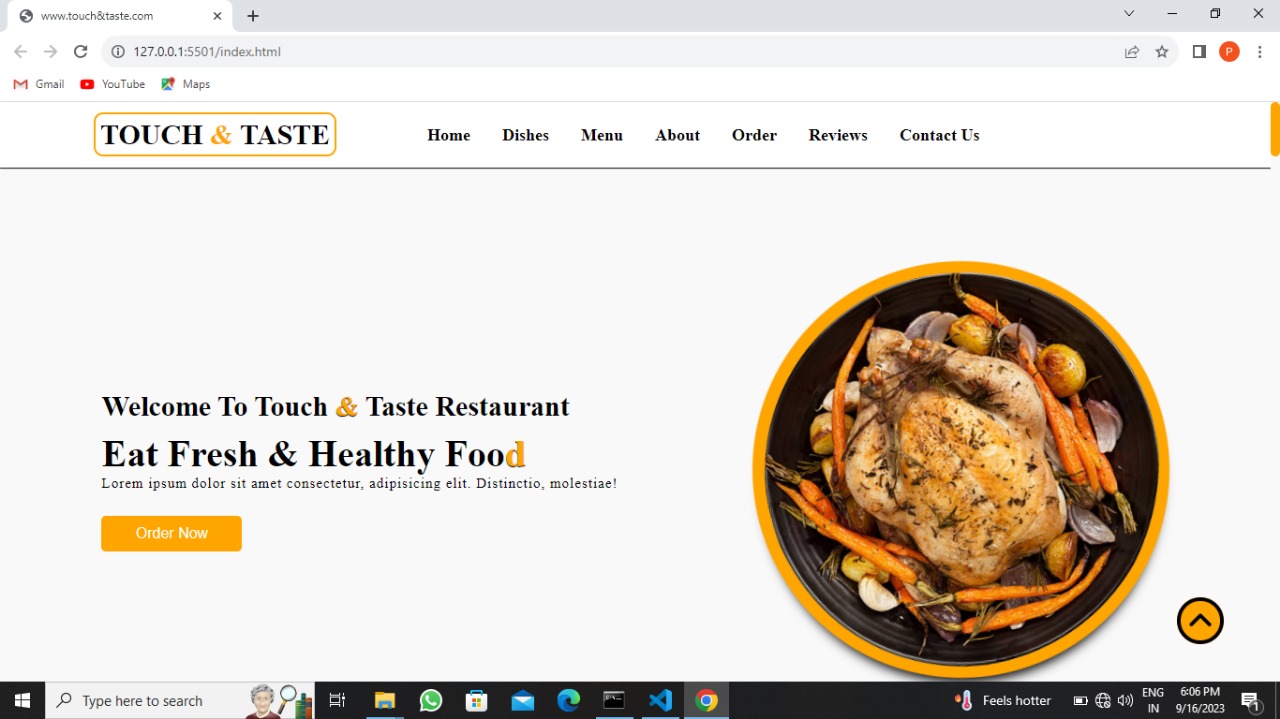 www.touch&taste.com
127.0.0.1:5501/index.html
P
Gmail YouTube Maps
TOUCH & TASTE Home Dishes Menu About Order Reviews Contact Us
Welcome To Touch & Taste Restaurant
Eat Fresh & Healthy Food
Lorem ipsum dolor sit amet consectetur, adipisicing elit. Distinctio, molestiae!
Order Now
Type here to search
Feels hotter
ENG
IN
6:06 PM
9/16/2023
1